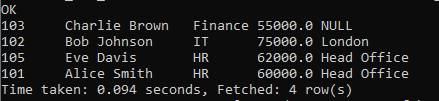 OK
103 Charlie Brown Finance 55000.0 NULL
102 Bob Johnson IT 75000.0 London
105 Eve Davis HR 62000.0 Head Office
101 Alice Smith HR 60000.0 Head Office
Time taken: 0.094 seconds, Fetched: 4 row(s)